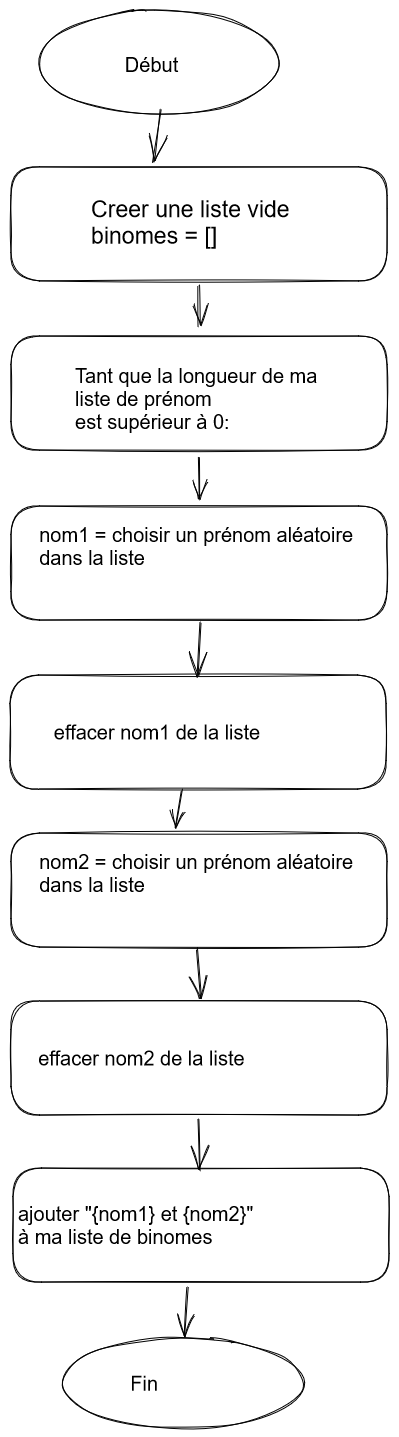 Début
Creer une liste vide
binomes = []
Tant que la longueur de ma
liste de prénom
est supérieur à 0:
nom1 = choisir un prénom aléatoire
dans la liste
effacer nom1 de la liste
nom2 = choisir un prénom aléatoire
dans la liste
effacer nom2 de la liste
ajouter "{nom1} et {nom2}"
à ma liste de binomes
Fin